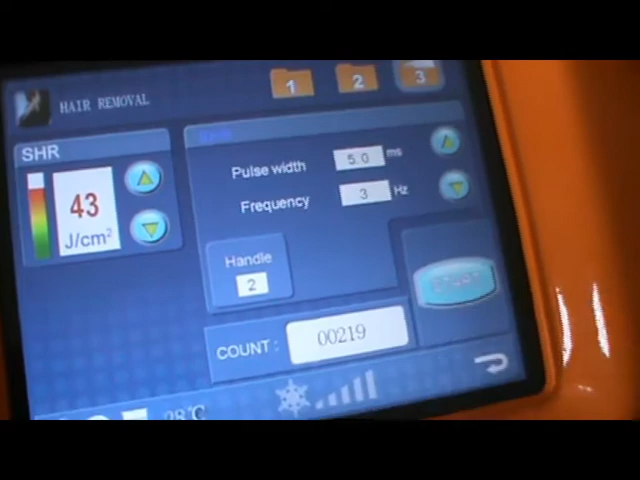 HAIR REMOVAL
1 2 3
SHR
43
J/cm²
Pulse width 5.0 ms
Frequency 3 Hz
Handle
2
START
COUNT : 00219
28℃